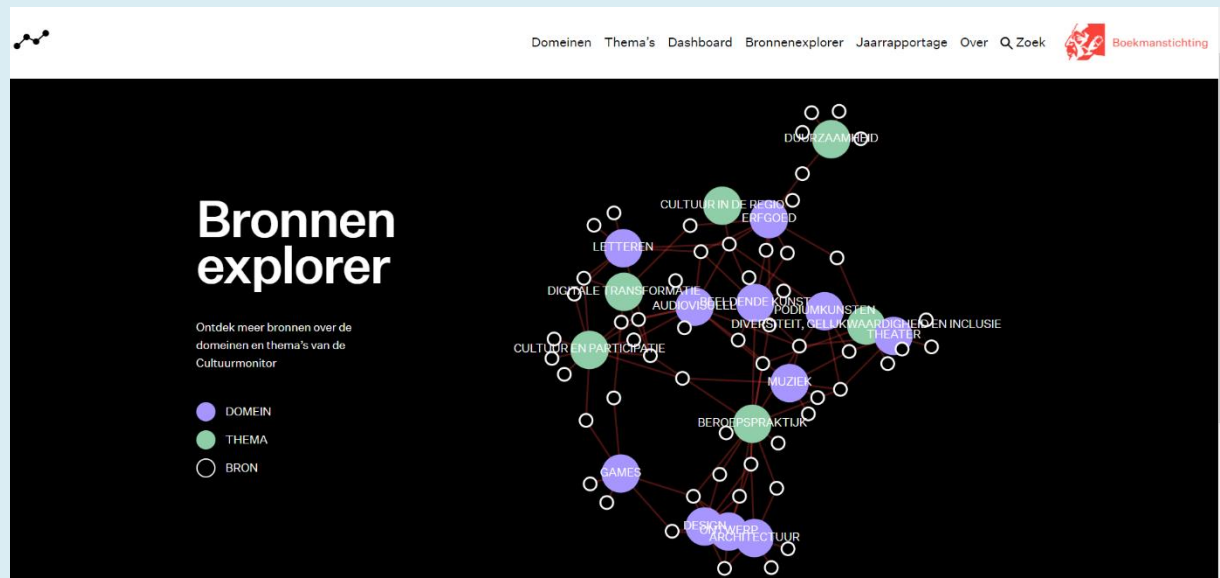 Domeinen Thema's Dashboard Bronnenexplorer Jaarrapportage Over Zoek Boekmanstichting
Bronnen
explorer
Ontdek meer bronnen over de
domeinen en thema's van de
Cultuurmonitor
DOMEIN
THEMA
BRON
DUURZAAMHEID
CULTUUR IN DE REGIO
ERFGOED
LETTEREN
DIGITALE TRANSFORMATIE
AUDIOVISUEEL
BEELDENDE KUNST
PODIUMKUNSTEN
DIVERSITEIT, GELIJKWAARDIGHEID EN INCLUSIE
THEATER
CULTUUR EN PARTICIPATIE
MUZIEK
BEROEPSPRAKTIJK
GAMES
DESIGN
ONTWERP
ARCHITECTUUR